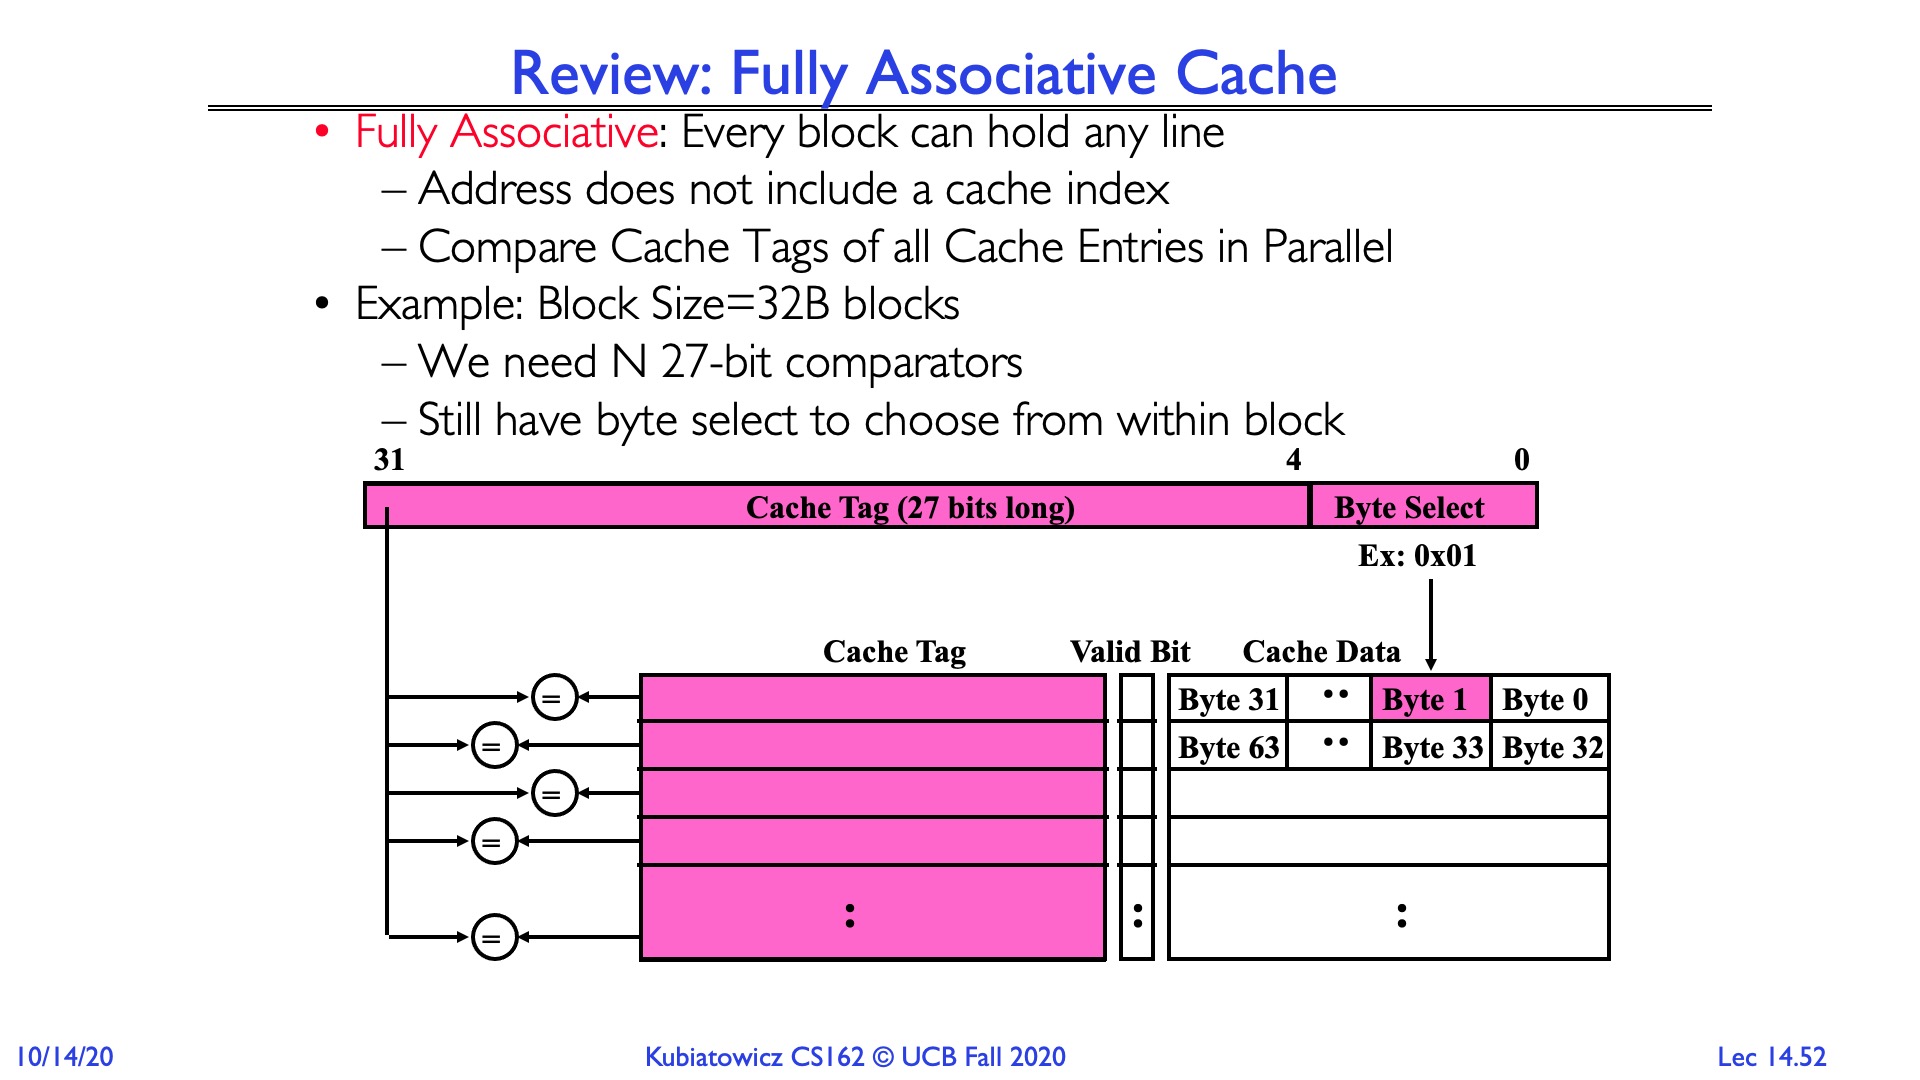 Review: Fully Associative Cache
• Fully Associative: Every block can hold any line
– Address does not include a cache index
– Compare Cache Tags of all Cache Entries in Parallel
• Example: Block Size=32B blocks
– We need N 27-bit comparators
– Still have byte select to choose from within block
31 4 0
Cache Tag (27 bits long) Byte Select
Ex: 0x01
Cache Tag Valid Bit Cache Data
= Byte 31 •• Byte 1 Byte 0
= Byte 63 •• Byte 33 Byte 32
=
=
: : :
=
10/14/20 Kubiatowicz CS162 © UCB Fall 2020 Lec 14.52